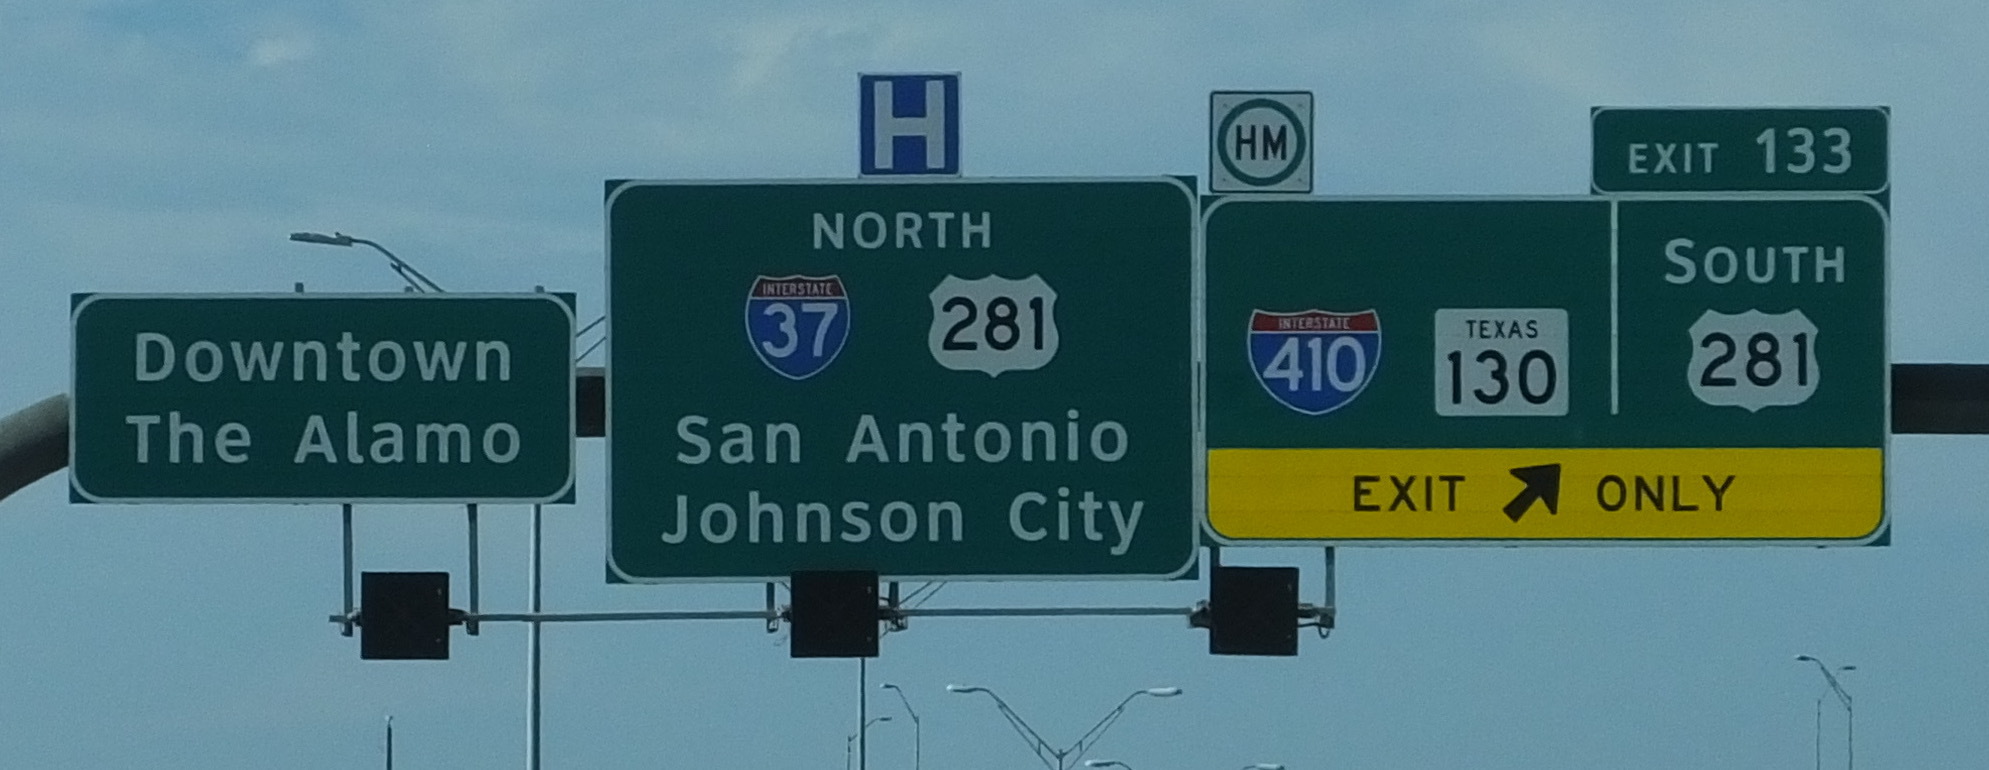 Downtown
The Alamo
H
NORTH
INTERSTATE
37
281
San Antonio
Johnson City
HM
EXIT 133
INTERSTATE
410
TEXAS
130
SOUTH
281
EXIT ONLY